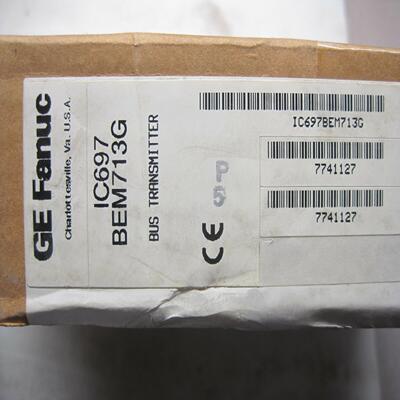 GE Fanuc
Charlottesville, Va. U.S.A.
IC697
BEM713G
BUS TRANSMITTER
CE
P
5
IC697BEM713G
7741127
7741127